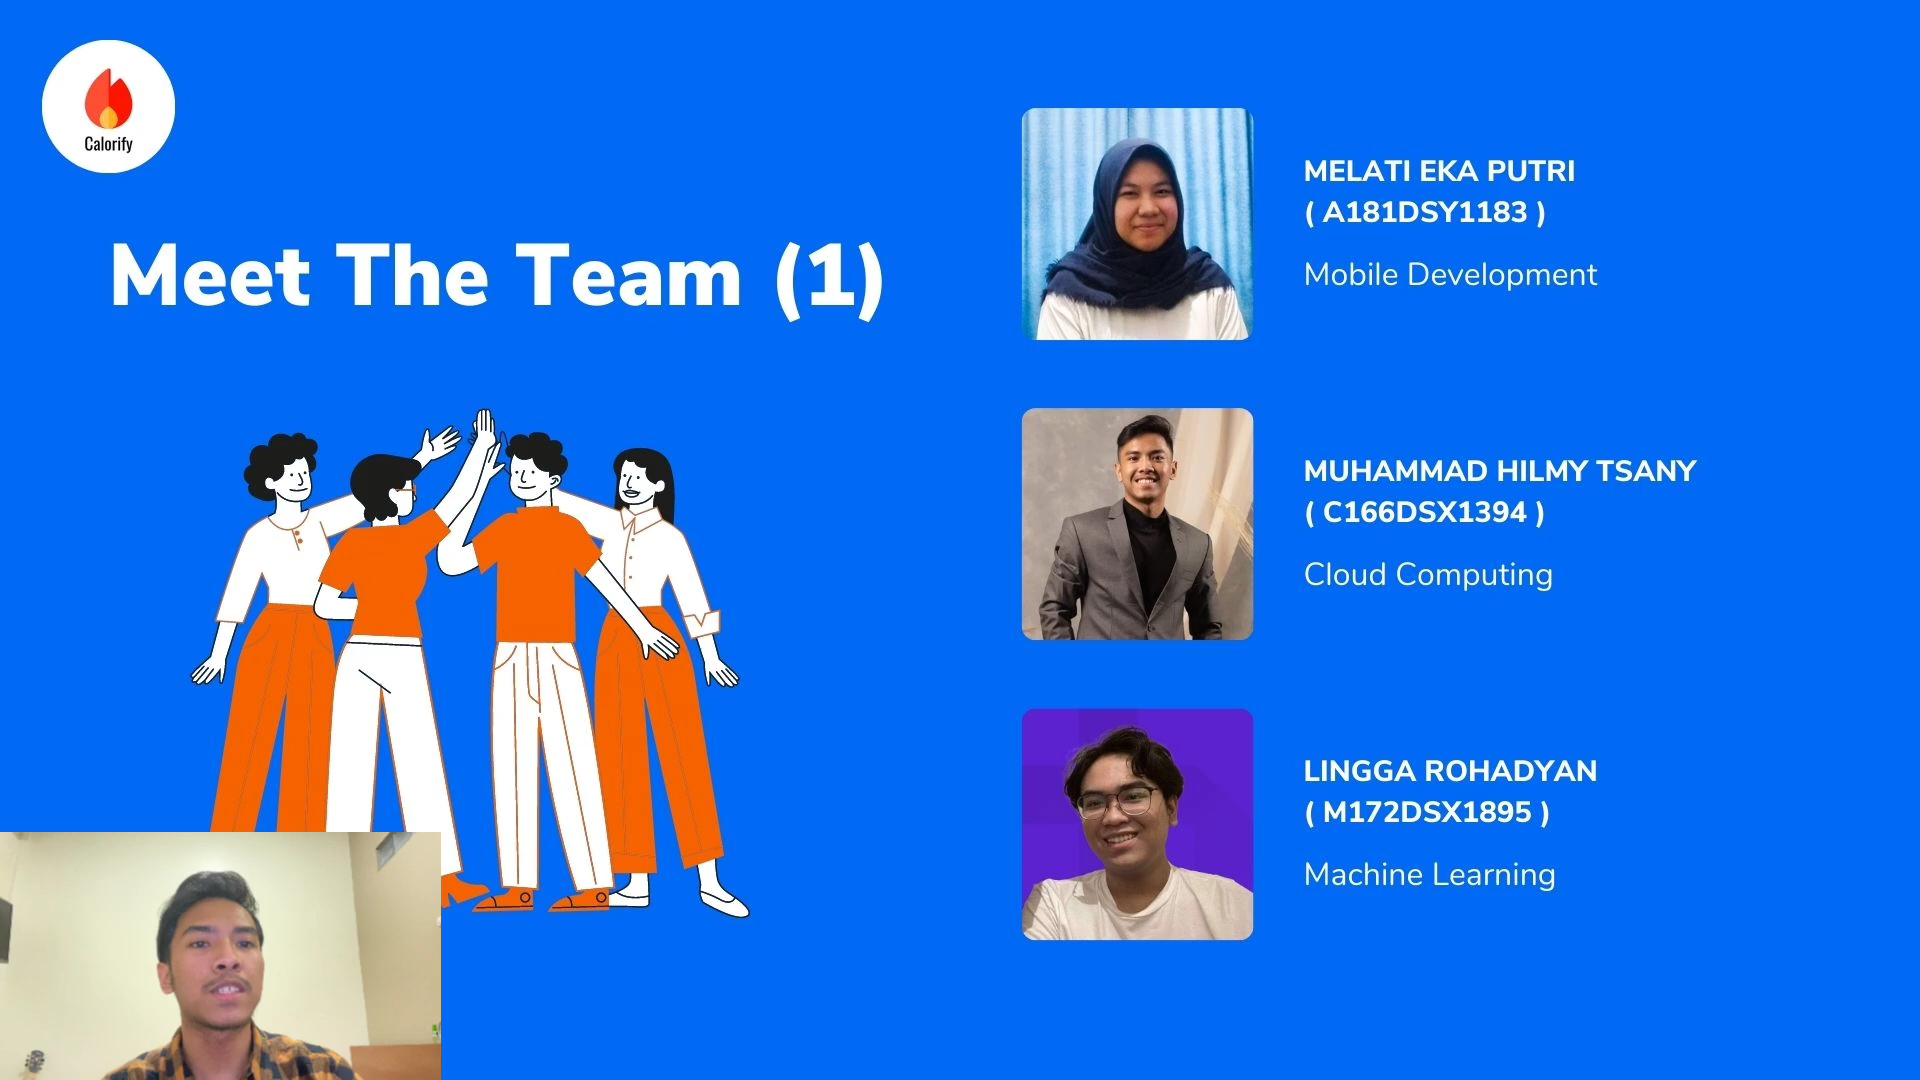 Calorify
Meet The Team (1)
MELATI EKA PUTRI
( A181DSY1183 )
Mobile Development
MUHAMMAD HILMY TSANY
( C166DSX1394 )
Cloud Computing
LINGGA ROHADYAN
( M172DSX1895 )
Machine Learning